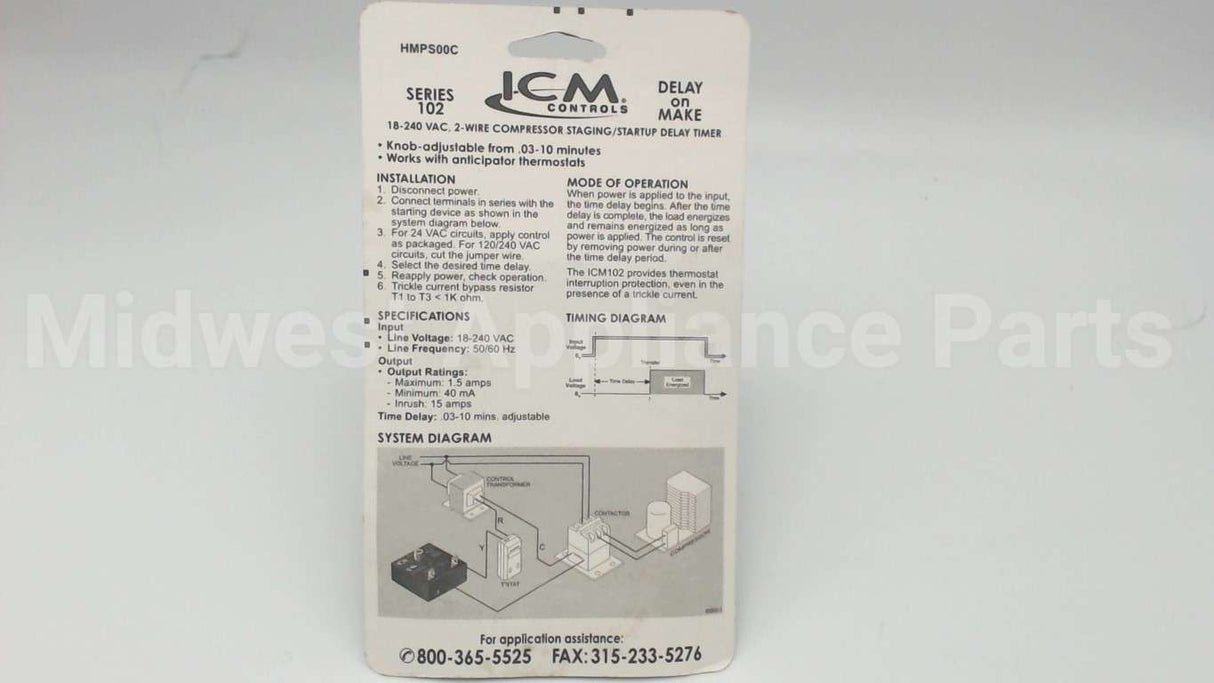 HMPS00C
SERIES
102
ICM
CONTROLS
DELAY
on
MAKE
18-240 VAC, 2-WIRE COMPRESSOR STAGING/STARTUP DELAY TIMER
• Knob-adjustable from .03-10 minutes
• Works with anticipator thermostats
INSTALLATION
1. Disconnect power.
2. Connect terminals in series with the
starting device as shown in the
system diagram below.
3. For 24 VAC circuits, apply control
as packaged. For 120/240 VAC
circuits, cut the jumper wire.
4. Select the desired time delay.
5. Reapply power, check operation.
6. Trickle current bypass resistor
T1 to T3 < 1K ohm.
MODE OF OPERATION
When power is applied to the input,
the time delay begins. After the time
delay is complete, the load energizes
and remains energized as long as
power is applied. The control is reset
by removing power during or after
the time delay period.
The ICM102 provides thermostat
interruption protection, even in the
presence of a trickle current.
SPECIFICATIONS
Input
• Line Voltage: 18-240 VAC
• Line Frequency: 50/60 Hz
Output
• Output Ratings:
- Maximum: 1.5 amps
- Minimum: 40 mA
- Inrush: 15 amps
Time Delay: .03-10 mins. adjustable
TIMING DIAGRAM
Input
Voltage
Time
Transfer
Load
Voltage
Time Delay
Load
Energized
Time
SYSTEM DIAGRAM
LINE
VOLTAGE
CONTROL
TRANSFORMER
R
Y
C
T'STAT
CONTACTOR
COMPRESSOR
For application assistance:
✆800-365-5525 FAX: 315-233-5276
Midwest Appliance Parts